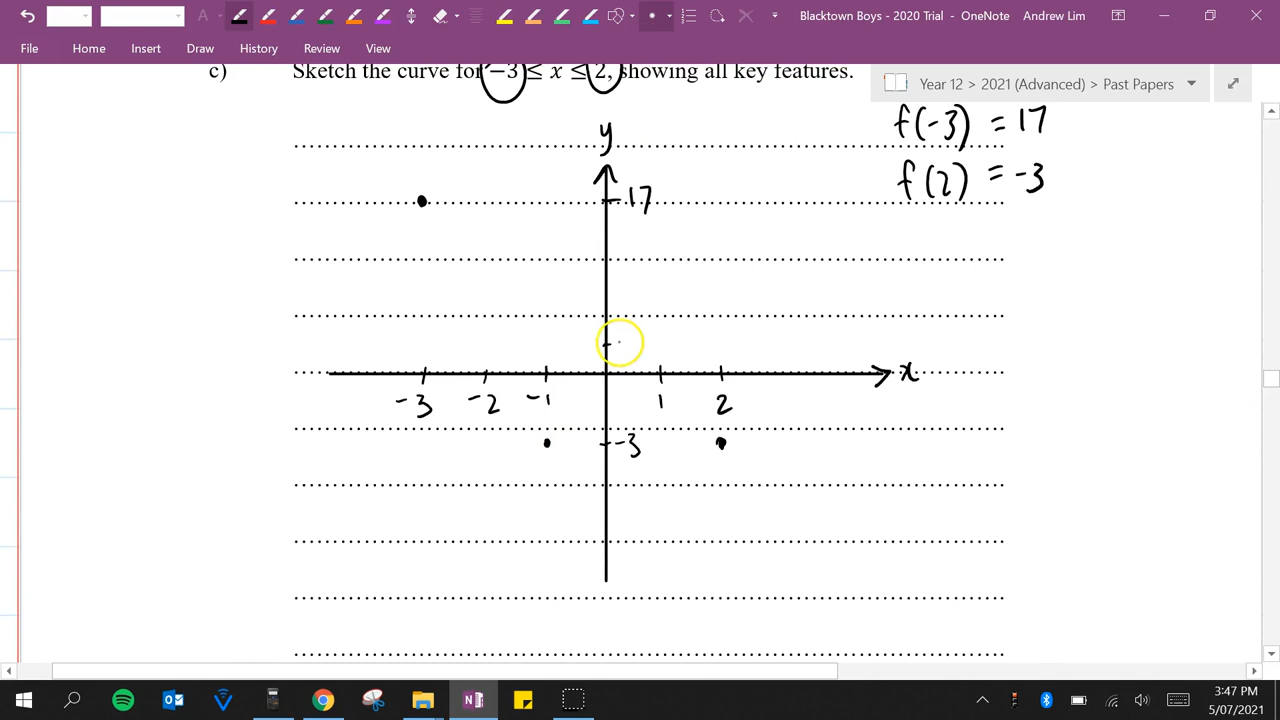 Blacktown Boys - 2020 Trial - OneNote Andrew Lim
File Home Insert Draw History Review View
c) Sketch the curve for −3 ≤ x ≤ 2, showing all key features.
Year 12 > 2021 (Advanced) > Past Papers
f(-3) = 17
f(2) = -3
y
17
x
-3 -2 -1 1 2
-3
3:47 PM
5/07/2021